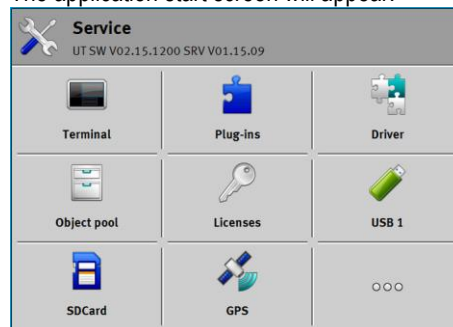 The application start screen will appear:
Service
UT SW V02.15.1200 SRV V01.15.09
Terminal
Plug-ins
Driver
Object pool
Licenses
USB 1
SDCard
GPS